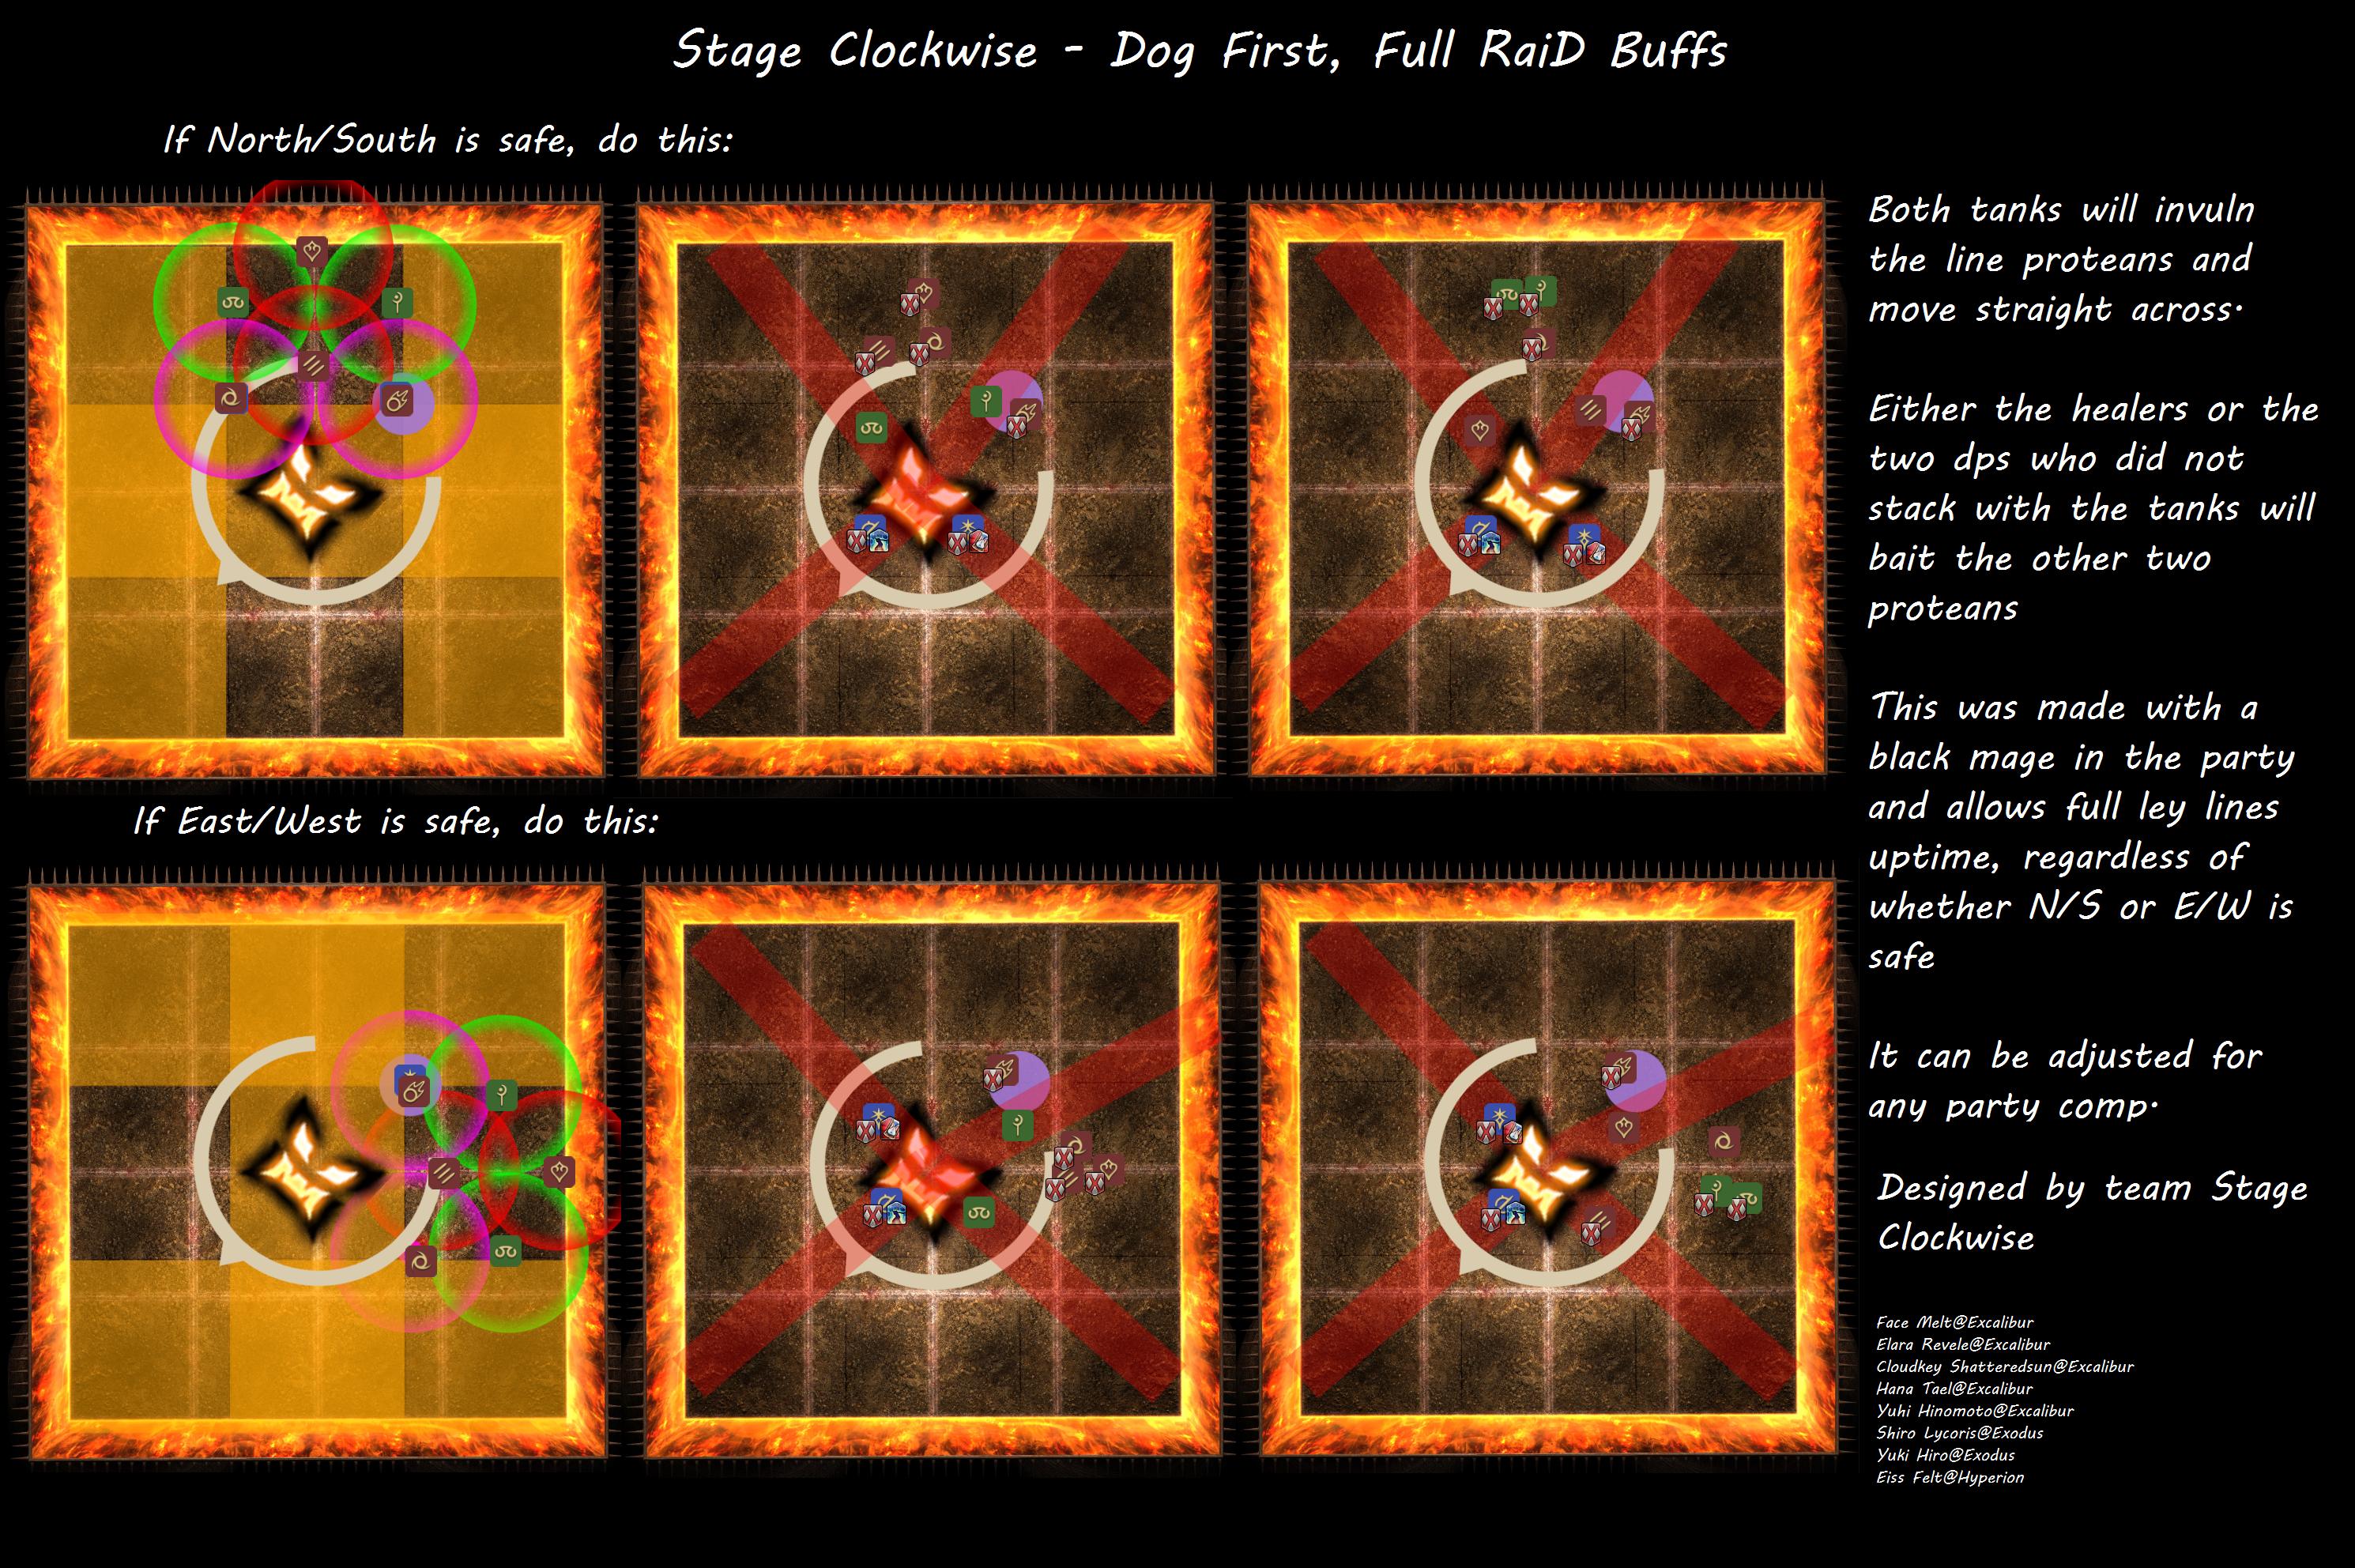 Stage Clockwise - Dog First, Full RaiD Buffs
If North/South is safe, do this:
Both tanks will invuln
the line proteans and
move straight across.
Either the healers or the
two dps who did not
stack with the tanks will
bait the other two
proteans
This was made with a
black mage in the party
and allows full ley lines
uptime, regardless of
whether N/S or E/W is
safe
It can be adjusted for
any party comp.
If East/West is safe, do this:
Designed by team Stage
Clockwise
Face Melt@Excalibur
Elara Revele@Excalibur
Cloudkey Shatteredsun@Excalibur
Hana Tael@Excalibur
Yuhi Hinomoto@Excalibur
Shiro Lycoris@Exodus
Yuki Hiro@Exodus
Eiss Felt@Hyperion